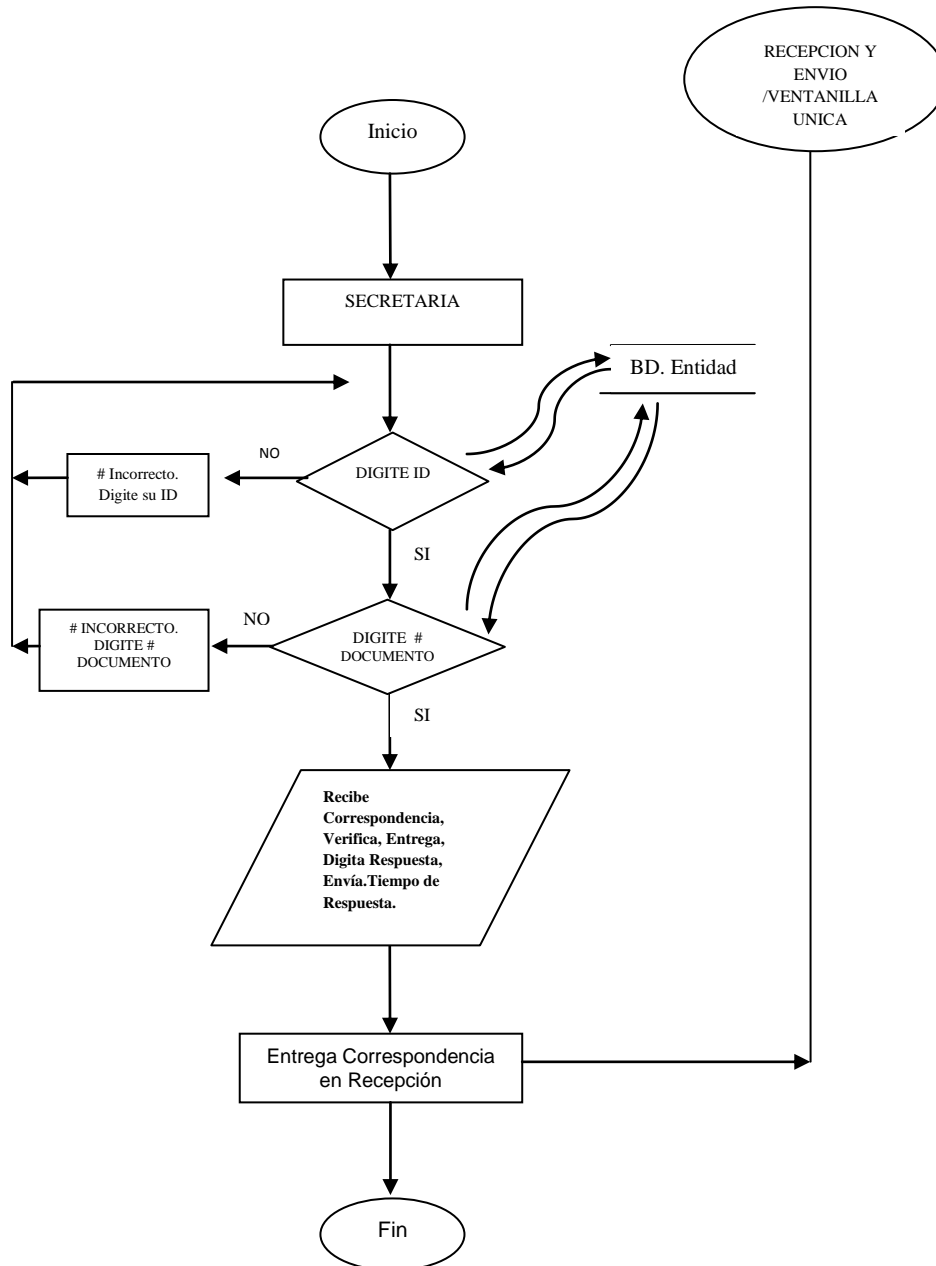 RECEPCION Y
ENVIO
/VENTANILLA
UNICA
Inicio
SECRETARIA
BD. Entidad
NO
# Incorrecto.
Digite su ID
DIGITE ID
SI
NO
# INCORRECTO.
DIGITE #
DOCUMENTO
DIGITE #
DOCUMENTO
SI
Recibe
Correspondencia,
Verifica, Entrega,
Digita Respuesta,
Envía.Tiempo de
Respuesta.
Entrega Correspondencia
en Recepción
Fin